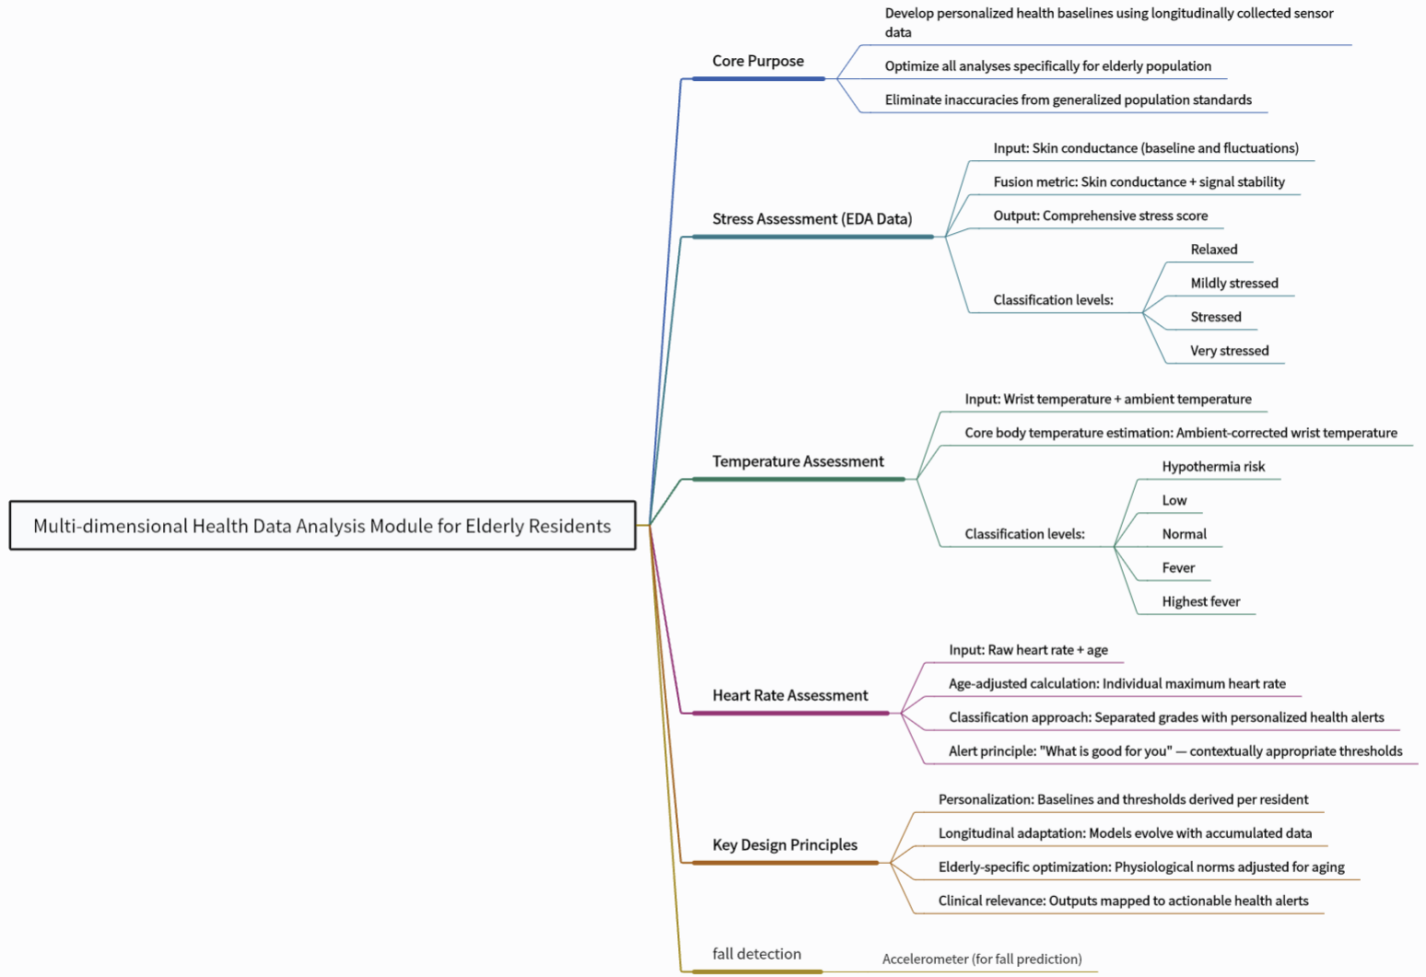 Multi-dimensional Health Data Analysis Module for Elderly Residents
Core Purpose
Develop personalized health baselines using longitudinally collected sensor
data
Optimize all analyses specifically for elderly population
Eliminate inaccuracies from generalized population standards
Stress Assessment (EDA Data)
Input: Skin conductance (baseline and fluctuations)
Fusion metric: Skin conductance + signal stability
Output: Comprehensive stress score
Classification levels:
Relaxed
Mildly stressed
Stressed
Very stressed
Temperature Assessment
Input: Wrist temperature + ambient temperature
Core body temperature estimation: Ambient-corrected wrist temperature
Classification levels:
Hypothermia risk
Low
Normal
Fever
Highest fever
Heart Rate Assessment
Input: Raw heart rate + age
Age-adjusted calculation: Individual maximum heart rate
Classification approach: Separated grades with personalized health alerts
Alert principle: "What is good for you" — contextually appropriate thresholds
Key Design Principles
Personalization: Baselines and thresholds derived per resident
Longitudinal adaptation: Models evolve with accumulated data
Elderly-specific optimization: Physiological norms adjusted for aging
Clinical relevance: Outputs mapped to actionable health alerts
fall detection
Accelerometer (for fall prediction)